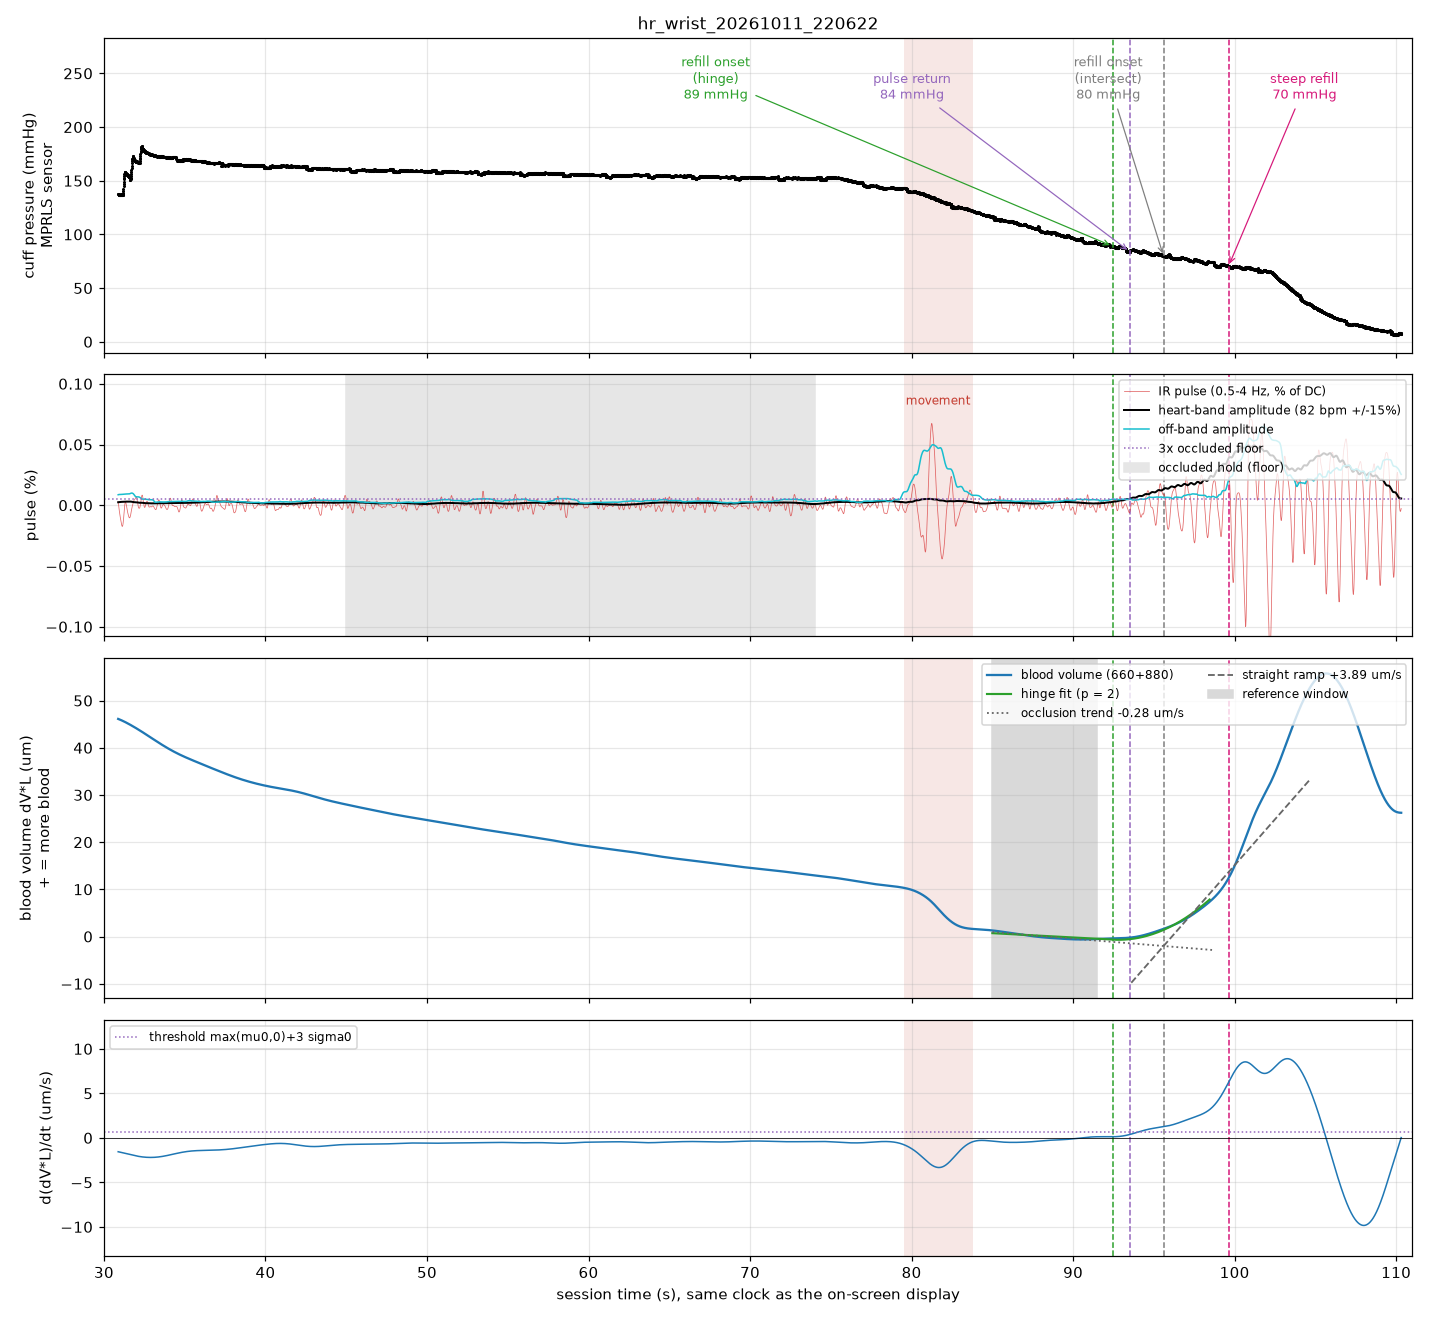 hr_wrist_20261011_220622
cuff pressure (mmHg)
MPRLS sensor
250
200
150
100
50
0
refill onset
(hinge)
89 mmHg
pulse return
84 mmHg
refill onset
(intersect)
80 mmHg
steep refill
70 mmHg
pulse (%)
0.10
0.05
0.00
−0.05
−0.10
movement
IR pulse (0.5-4 Hz, % of DC)
heart-band amplitude (82 bpm +/-15%)
off-band amplitude
3x occluded floor
occluded hold (floor)
blood volume dV*L (um)
+ = more blood
50
40
30
20
10
0
−10
blood volume (660+880)
hinge fit (p = 2)
occlusion trend -0.28 um/s
straight ramp +3.89 um/s
reference window
d(dV*L)/dt (um/s)
10
5
0
−5
−10
threshold max(mu0,0)+3 sigma0
30 40 50 60 70 80 90 100 110
session time (s), same clock as the on-screen display